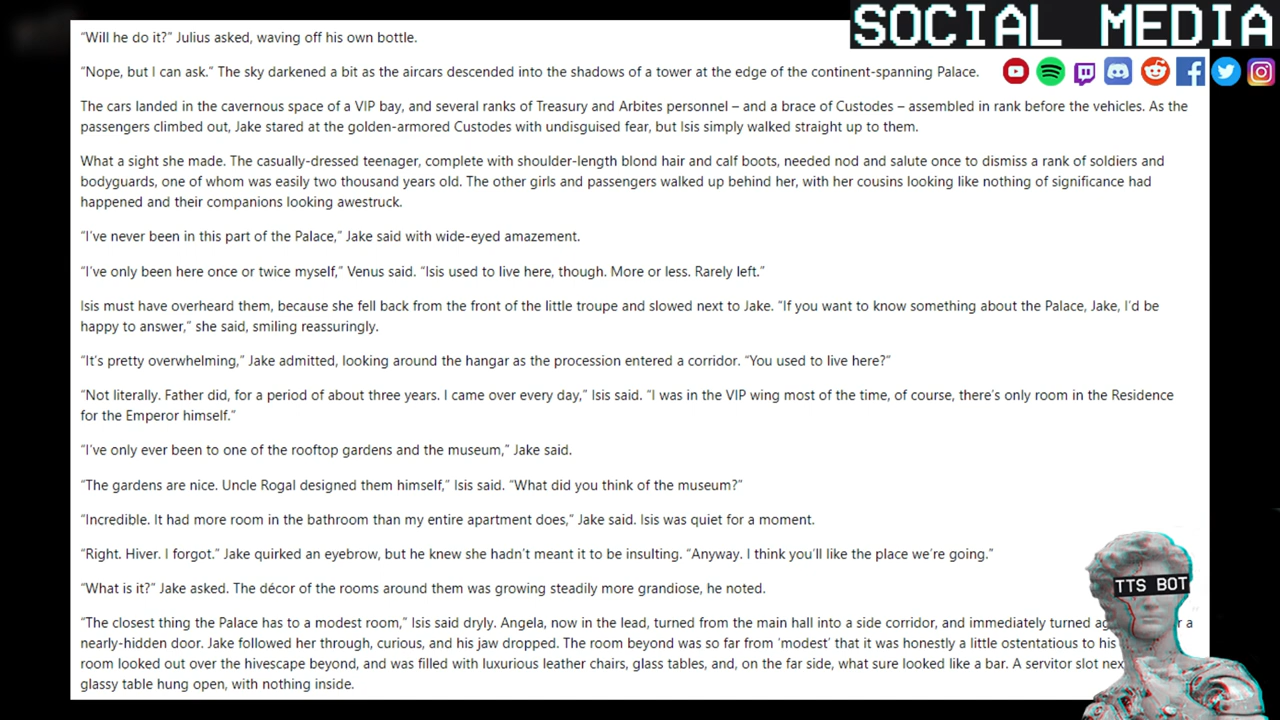 SOCIAL MEDIA
“Will he do it?” Julius asked, waving off his own bottle.
“Nope, but I can ask.” The sky darkened a bit as the aircars descended into the shadows of a tower at the edge of the continent-spanning Palace.
The cars landed in the cavernous space of a VIP bay, and several ranks of Treasury and Arbites personnel – and a brace of Custodes – assembled in rank before the vehicles. As the
passengers climbed out, Jake stared at the golden-armored Custodes with undisguised fear, but Isis simply walked straight up to them.
What a sight she made. The casually-dressed teenager, complete with shoulder-length blond hair and calf boots, needed nod and salute once to dismiss a rank of soldiers and
bodyguards, one of whom was easily two thousand years old. The other girls and passengers walked up behind her, with her cousins looking like nothing of significance had
happened and their companions looking awestruck.
“I’ve never been in this part of the Palace,” Jake said with wide-eyed amazement.
“I’ve only been here once or twice myself,” Venus said. “Isis used to live here, though. More or less. Rarely left.”
Isis must have overheard them, because she fell back from the front of the little troupe and slowed next to Jake. “If you want to know something about the Palace, Jake, I’d be
happy to answer,” she said, smiling reassuringly.
“It’s pretty overwhelming,” Jake admitted, looking around the hangar as the procession entered a corridor. “You used to live here?”
“Not literally. Father did, for a period of about three years. I came over every day,” Isis said. “I was in the VIP wing most of the time, of course, there’s only room in the Residence
for the Emperor himself.”
“I’ve only ever been to one of the rooftop gardens and the museum,” Jake said.
“The gardens are nice. Uncle Rogal designed them himself,” Isis said. “What did you think of the museum?”
“Incredible. It had more room in the bathroom than my entire apartment does,” Jake said. Isis was quiet for a moment.
“Right. Hiver. I forgot.” Jake quirked an eyebrow, but he knew she hadn’t meant it to be insulting. “Anyway. I think you’ll like the place we’re going.”
“What is it?” Jake asked. The décor of the rooms around them was growing steadily more grandiose, he noted.
“The closest thing the Palace has to a modest room,” Isis said dryly. Angela, now in the lead, turned from the main hall into a side corridor, and immediately turned a
nearly-hidden door. Jake followed her through, curious, and his jaw dropped. The room beyond was so far from ‘modest’ that it was honestly a little ostentatious to his
room looked out over the hivescape beyond, and was filled with luxurious leather chairs, glass tables, and, on the far side, what sure looked like a bar. A servitor slot
glassy table hung open, with nothing inside.
TTS BOT